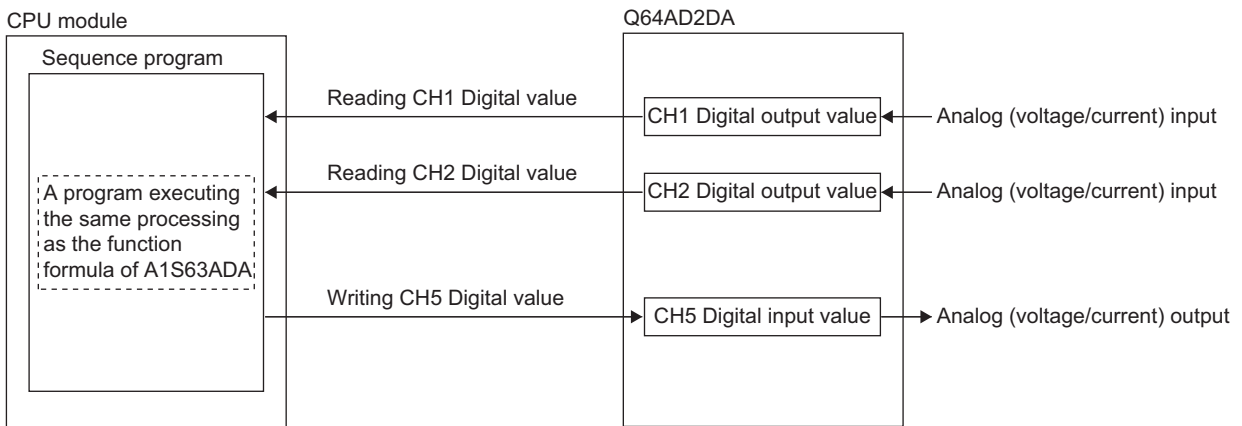 CPU module
Q64AD2DA
Sequence program
Reading CH1 Digital value
CH1 Digital output value
Analog (voltage/current) input
Reading CH2 Digital value
CH2 Digital output value
Analog (voltage/current) input
A program executing
the same processing
as the function
formula of A1S63ADA
Writing CH5 Digital value
CH5 Digital input value
Analog (voltage/current) output